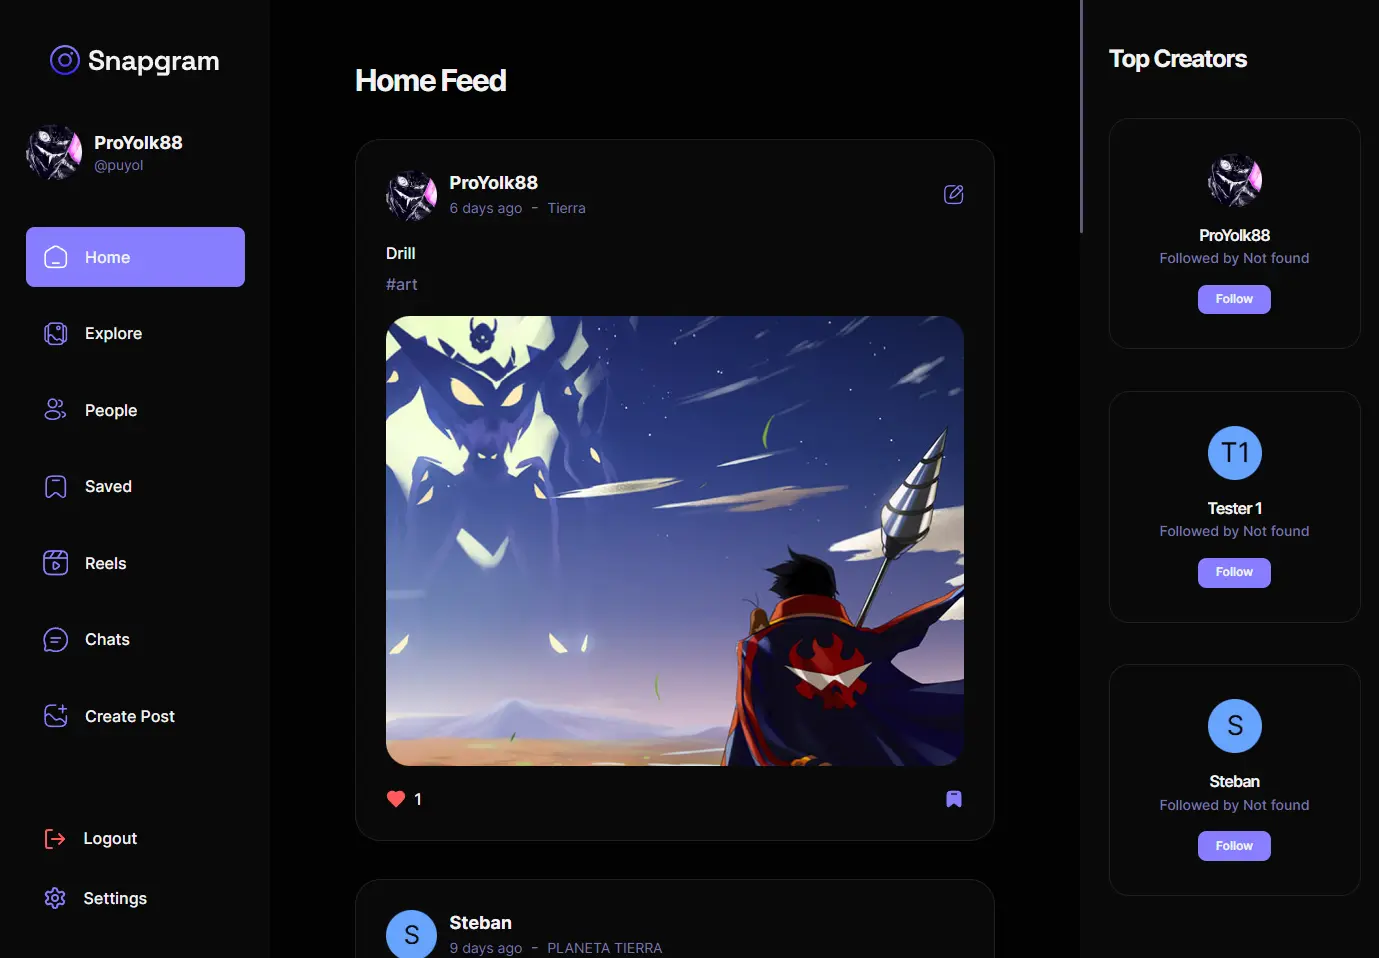 Snapgram
ProYolk88
@puyol
Home
Explore
People
Saved
Reels
Chats
Create Post
Logout
Settings
Home Feed
ProYolk88
6 days ago - Tierra
Drill
#art
1
Steban
9 days ago - PLANETA TIERRA
Top Creators
ProYolk88
Followed by Not found
Follow
T1
Tester 1
Followed by Not found
Follow
S
Steban
Followed by Not found
Follow
S